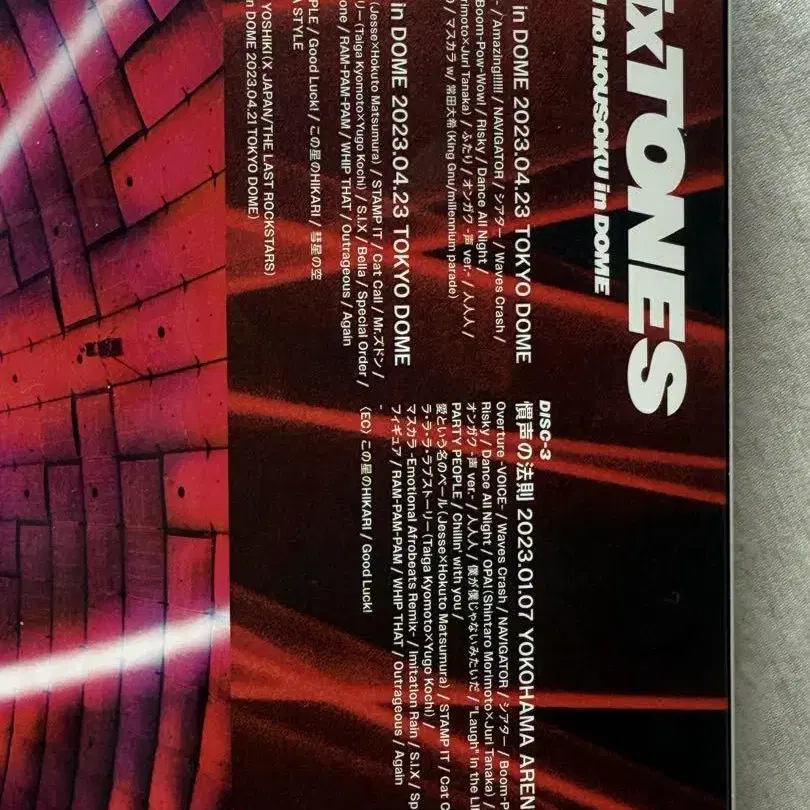 ixTONES
no HOUSOKU in DOME
in DOME 2023.04.23 TOKYO DOME
- / Amazing!!!!!! / NAVIGATOR / シアター / Waves Crash /
Boom-Pow-Wow! / Risky / Dance All Night /
rimoto×Juri Tanaka) / ふたり / オンガク -声 ver.- / 人人人 /
) / マスカラ w/ 常田大希 (King Gnu/millennium parade)
in DOME 2023.04.23 TOKYO DOME
(Jesse×Hokuto Matsumura) / STAMP IT / Cat Call / Mr.ズドン /
リー (Taiga Kyomoto×Yugo Kochi) / S.I.X / Bella / Special Order /
one / RAM-PAM-PAM / WHIP THAT / Outrageous / Again
PLE / Good Luck! / この星のHIKARI / 彗星の空
A STYLE
YOSHIKI(X JAPAN/THE LAST ROCKSTARS)
in DOME 2023.04.21 TOKYO DOME)
DISC-3
慣声の法則 2023.01.07 YOKOHAMA AREN
Overture -VOICE- / Waves Crash / NAVIGATOR / シアター / Boom-P
Risky / Dance All Night / OPA! (Shintaro Morimoto×Juri Tanaka) /
オンガク -声 ver.- / 人人人 / 僕が僕じゃないみたいだ / "Laugh" in the LI
PARTY PEOPLE / Chillin' with you /
愛という名のベール (Jesse×Hokuto Matsumura) / STAMP IT / Cat C
ラ・ラ・ラ・ラブストーリー (Taiga Kyomoto×Yugo Kochi) /
マスカラ -Emotional Afrobeats Remix- / Imitation Rain / S.I.X / Sp
フィギュア / RAM-PAM-PAM / WHIP THAT / Outrageous / Again
-
(EC) この星のHIKARI / Good Luck!